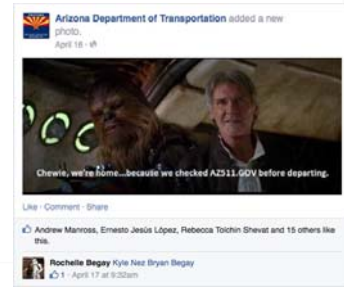 Arizona Department of Transportation added a new
photo.
April 18 ·
Chewie, we're home...because we checked AZ511.GOV before departing.
Like · Comment · Share
Andrew Manross, Ernesto Jesús López, Rebecca Tolchin Shevat and 15 others like
this.
Rochelle Begay Kyle Nez Bryan Begay
1 · April 17 at 9:32am